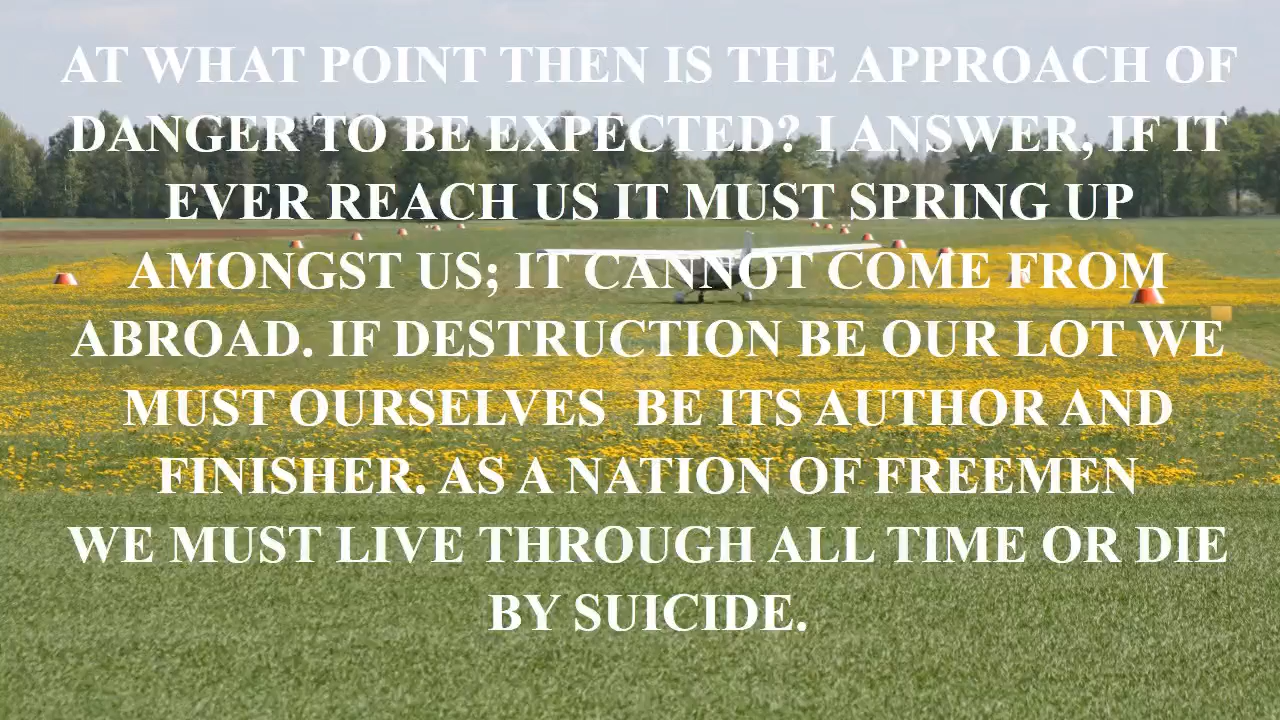 AT WHAT POINT THEN IS THE APPROACH OF
DANGER TO BE EXPECTED? I ANSWER, IF IT
EVER REACH US IT MUST SPRING UP
AMONGST US; IT CANNOT COME FROM
ABROAD. IF DESTRUCTION BE OUR LOT WE
MUST OURSELVES  BE ITS AUTHOR AND
FINISHER. AS A NATION OF FREEMEN
WE MUST LIVE THROUGH ALL TIME OR DIE
BY SUICIDE.